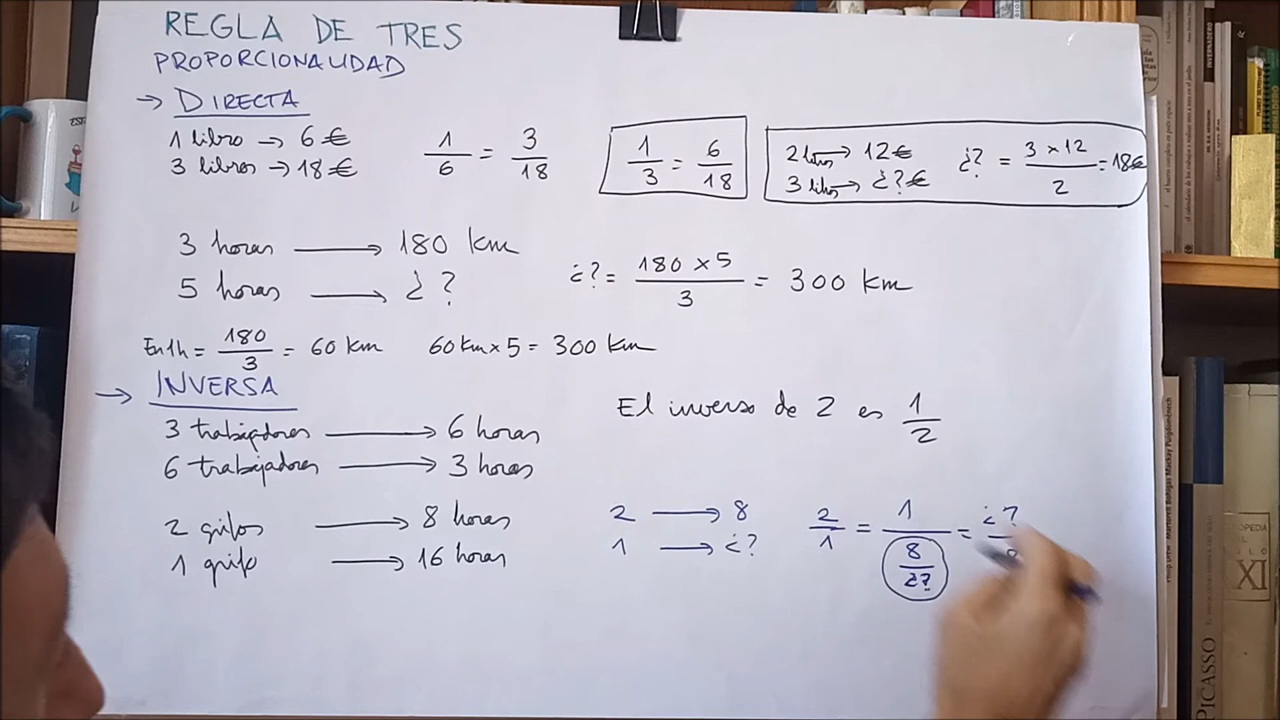 REGLA DE TRES
PROPORCIONALIDAD
→ DIRECTA
1 libro → 6 €
3 libros → 18 €
1/6 = 3/18
1/3 = 6/18
2 libros → 12 €
3 libros → ¿? €
¿? = (3 x 12)/2 = 18 €
3 horas → 180 km
5 horas → ¿?
¿? = (180 x 5)/3 = 300 km
En 1h = 180/3 = 60 km 60 km x 5 = 300 km
→ INVERSA
3 trabajadores → 6 horas
6 trabajadores → 3 horas
El inverso de 2 es 1/2
2 grifos → 8 horas
1 grifo → 16 horas
2 → 8
1 → ¿?
2/1 = 1/(8/¿?) = ¿?/8
XI
PICASSO